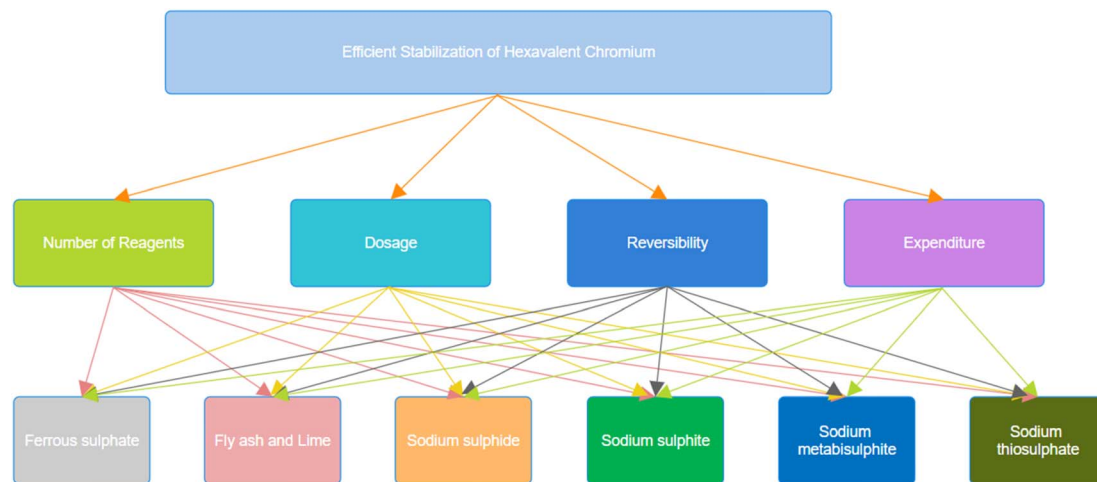 Efficient Stabilization of Hexavalent Chromium
Number of Reagents
Dosage
Reversibility
Expenditure
Ferrous sulphate
Fly ash and Lime
Sodium sulphide
Sodium sulphite
Sodium
metabisulphite
Sodium
thiosulphate